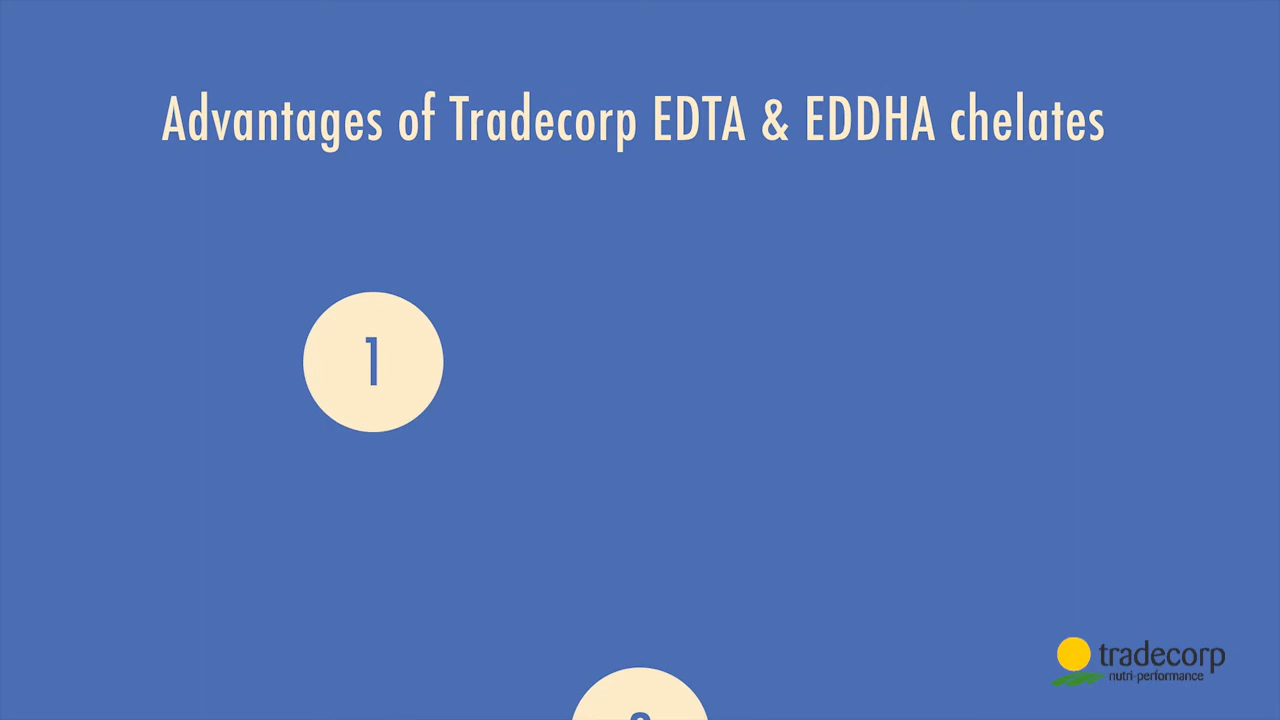 Advantages of Tradecorp EDTA & EDDHA chelates
1
tradecorp
nutri-performance